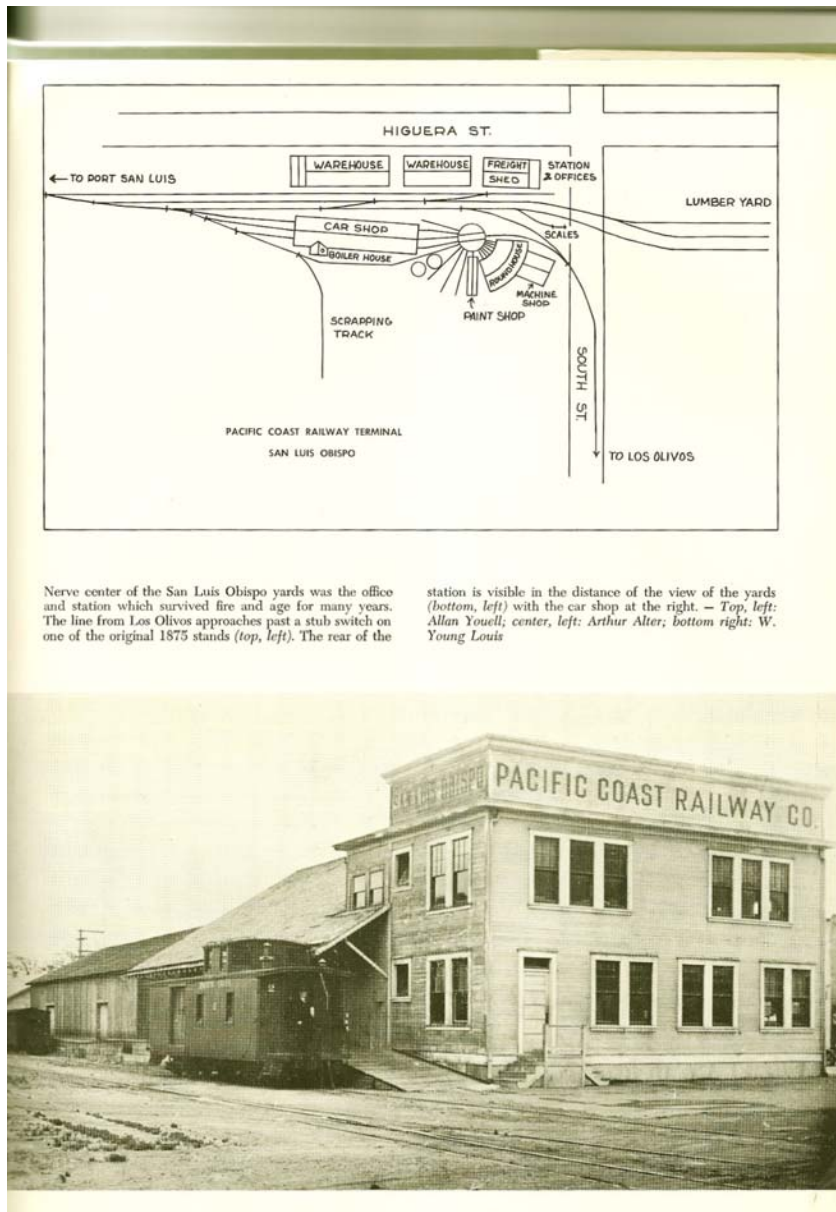 HIGUERA ST.
WAREHOUSE
WAREHOUSE
FREIGHT
SHED
STATION
& OFFICES
TO PORT SAN LUIS
LUMBER YARD
CAR SHOP
SCALES
BOILER HOUSE
ROUNDHOUSE
MACHINE
SHOP
PAINT SHOP
SCRAPPING
TRACK
SOUTH ST.
PACIFIC COAST RAILWAY TERMINAL
SAN LUIS OBISPO
TO LOS OLIVOS
Nerve center of the San Luis Obispo yards was the office
and station which survived fire and age for many years.
The line from Los Olivos approaches past a stub switch on
one of the original 1875 stands (top, left). The rear of the
station is visible in the distance of the view of the yards
(bottom, left) with the car shop at the right. — Top, left:
Allan Youell; center, left: Arthur Alter; bottom right: W.
Young Louis
SAN LUIS OBISPO
PACIFIC COAST RAILWAY CO.